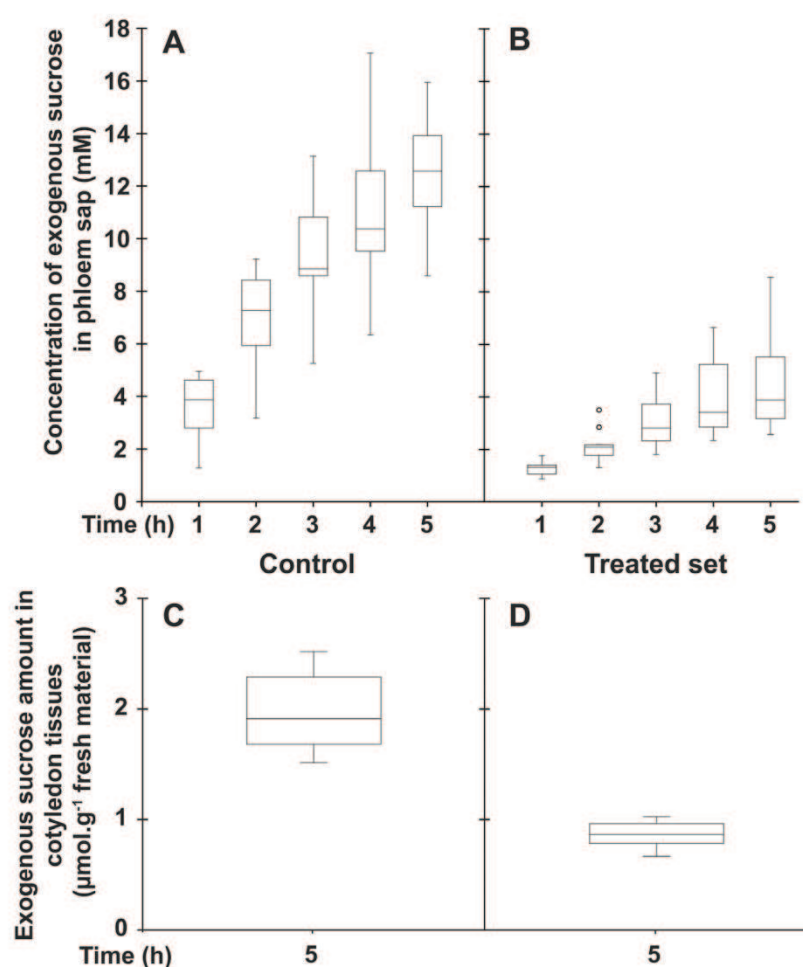 Concentration of exogenous sucrose
in phloem sap (mM)
18
16
14
12
10
8
6
4
2
0
A
B
Time (h)
1 2 3 4 5
1 2 3 4 5
Control
Treated set
Exogenous sucrose amount in
cotyledon tissues
(μmol.g⁻¹ fresh material)
3
2
1
0
C
D
Time (h)
5
5